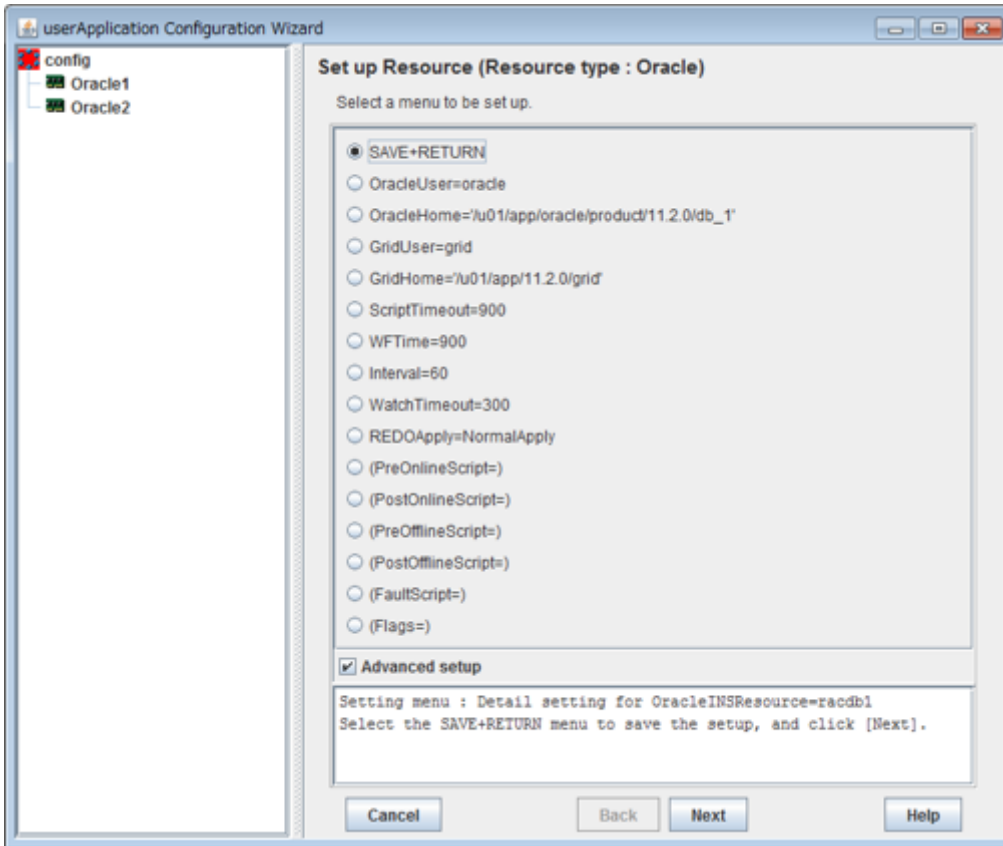 userApplication Configuration Wizard
config
Oracle1
Oracle2
Set up Resource (Resource type : Oracle)
Select a menu to be set up.
SAVE+RETURN
OracleUser=oracle
OracleHome='/u01/app/oracle/product/11.2.0/db_1'
GridUser=grid
GridHome='/u01/app/11.2.0/grid'
ScriptTimeout=900
WFTime=900
Interval=60
WatchTimeout=300
REDOApply=NormalApply
(PreOnlineScript=)
(PostOnlineScript=)
(PreOfflineScript=)
(PostOfflineScript=)
(FaultScript=)
(Flags=)
Advanced setup
Setting menu : Detail setting for OracleINSResource=racdb1
Select the SAVE+RETURN menu to save the setup, and click [Next].
Cancel Back Next Help